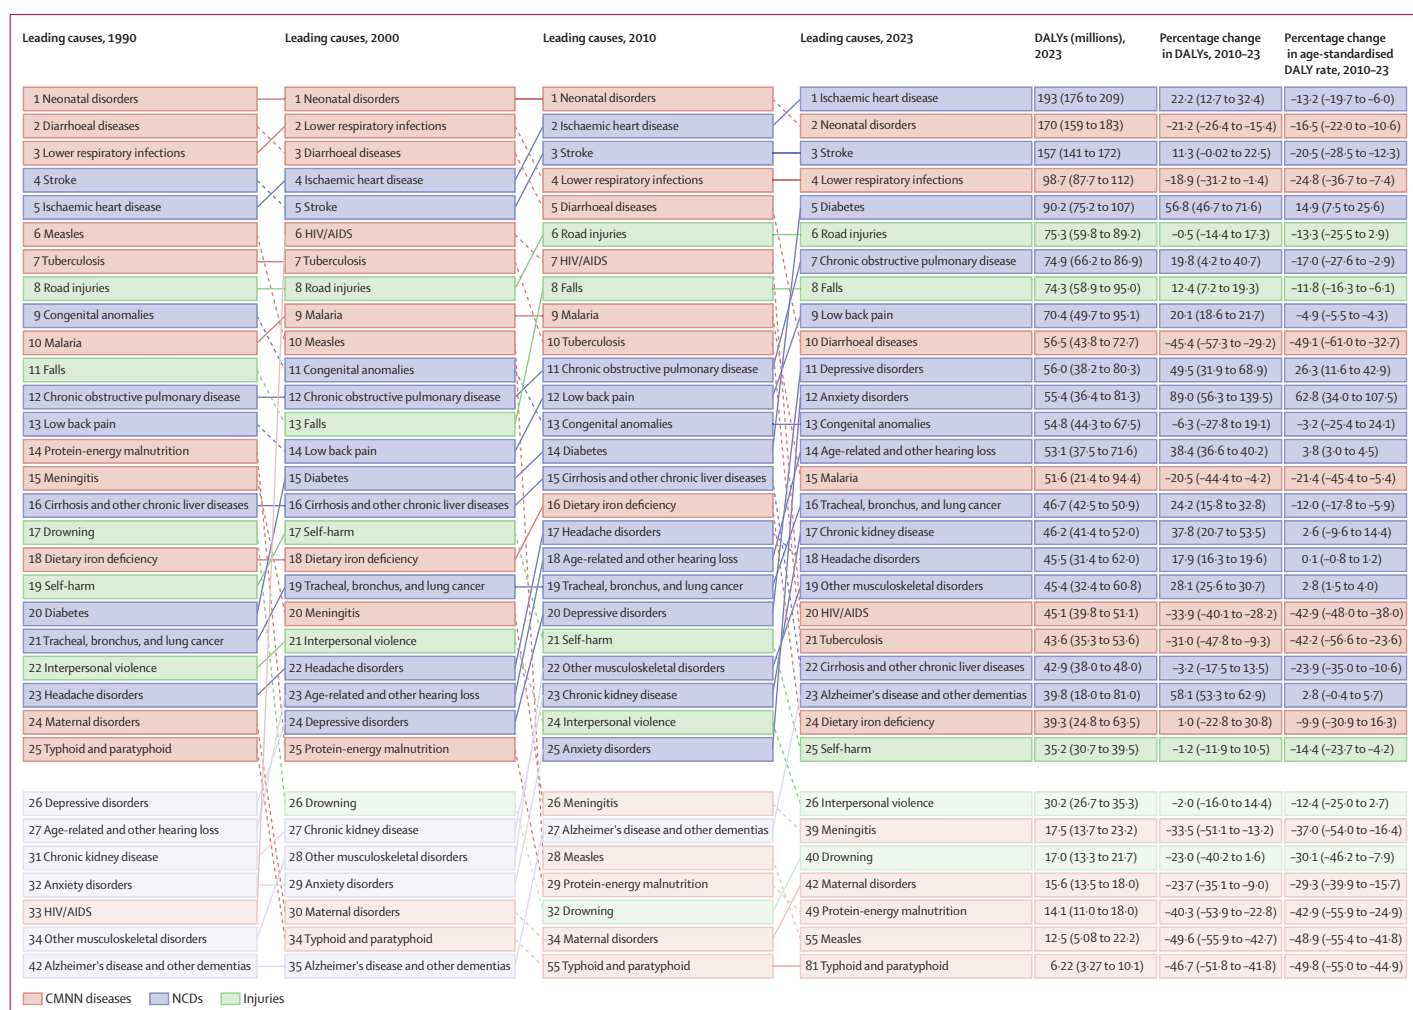 Leading causes, 1990
Leading causes, 2000
Leading causes, 2010
Leading causes, 2023
DALYs (millions),
2023
Percentage change
in DALYs, 2010–23
Percentage change
in age-standardised
DALY rate, 2010–23
1 Neonatal disorders
1 Neonatal disorders
1 Neonatal disorders
1 Ischaemic heart disease
193 (176 to 209)
22·2 (12·7 to 32·4)
−13·2 (−19·7 to −6·0)
2 Diarrhoeal diseases
2 Lower respiratory infections
2 Ischaemic heart disease
2 Neonatal disorders
170 (159 to 183)
−21·2 (−26·4 to −15·4)
−16·5 (−22·0 to −10·6)
3 Lower respiratory infections
3 Diarrhoeal diseases
3 Stroke
3 Stroke
157 (141 to 172)
11·3 (−0·02 to 22·5)
−20·5 (−28·5 to −12·3)
4 Stroke
4 Ischaemic heart disease
4 Lower respiratory infections
4 Lower respiratory infections
98·7 (87·7 to 112)
−18·9 (−31·2 to −1·4)
−24·8 (−36·7 to −7·4)
5 Ischaemic heart disease
5 Stroke
5 Diarrhoeal diseases
5 Diabetes
90·2 (75·2 to 107)
56·8 (46·7 to 71·6)
14·9 (7·5 to 25·6)
6 Measles
6 HIV/AIDS
6 Road injuries
6 Road injuries
75·3 (59·8 to 89·2)
−0·5 (−14·4 to 17·3)
−13·3 (−25·5 to 2·9)
7 Tuberculosis
7 Tuberculosis
7 HIV/AIDS
7 Chronic obstructive pulmonary disease
74·9 (66·2 to 86·9)
19·8 (4·2 to 40·7)
−17·0 (−27·6 to −2·9)
8 Road injuries
8 Road injuries
8 Falls
8 Falls
74·3 (58·9 to 95·0)
12·4 (7·2 to 19·3)
−11·8 (−16·3 to −6·1)
9 Congenital anomalies
9 Malaria
9 Malaria
9 Low back pain
70·4 (49·7 to 95·1)
20·1 (18·6 to 21·7)
−4·9 (−5·5 to −4·3)
10 Malaria
10 Measles
10 Tuberculosis
10 Diarrhoeal diseases
56·5 (43·8 to 72·7)
−45·4 (−57·3 to −29·2)
−49·1 (−61·0 to −32·7)
11 Falls
11 Congenital anomalies
11 Chronic obstructive pulmonary disease
11 Depressive disorders
56·0 (38·2 to 80·3)
49·5 (31·9 to 68·9)
26·3 (11·6 to 42·9)
12 Chronic obstructive pulmonary disease
12 Chronic obstructive pulmonary disease
12 Low back pain
12 Anxiety disorders
55·4 (36·4 to 81·3)
89·0 (56·3 to 139·5)
62·8 (34·0 to 107·5)
13 Low back pain
13 Falls
13 Congenital anomalies
13 Congenital anomalies
54·8 (44·3 to 67·5)
−6·3 (−27·8 to 19·1)
−3·2 (−25·4 to 24·1)
14 Protein-energy malnutrition
14 Low back pain
14 Diabetes
14 Age-related and other hearing loss
53·1 (37·5 to 71·6)
38·4 (36·6 to 40·2)
3·8 (3·0 to 4·5)
15 Meningitis
15 Diabetes
15 Cirrhosis and other chronic liver diseases
15 Malaria
51·6 (21·4 to 94·4)
−20·5 (−44·4 to −4·2)
−21·4 (−45·4 to −5·4)
16 Cirrhosis and other chronic liver diseases
16 Cirrhosis and other chronic liver diseases
16 Dietary iron deficiency
16 Tracheal, bronchus, and lung cancer
46·7 (42·5 to 50·9)
24·2 (15·8 to 32·8)
−12·0 (−17·8 to −5·9)
17 Drowning
17 Self-harm
17 Headache disorders
17 Chronic kidney disease
46·2 (41·4 to 52·0)
37·8 (20·7 to 53·5)
2·6 (−9·6 to 14·4)
18 Dietary iron deficiency
18 Dietary iron deficiency
18 Age-related and other hearing loss
18 Headache disorders
45·5 (31·4 to 62·0)
17·9 (16·3 to 19·6)
0·1 (−0·8 to 1·2)
19 Self-harm
19 Tracheal, bronchus, and lung cancer
19 Tracheal, bronchus, and lung cancer
19 Other musculoskeletal disorders
45·4 (32·4 to 60·8)
28·1 (25·6 to 30·7)
2·8 (1·5 to 4·0)
20 Diabetes
20 Meningitis
20 Depressive disorders
20 HIV/AIDS
45·1 (39·8 to 51·1)
−33·9 (−40·1 to −28·2)
−42·9 (−48·0 to −38·0)
21 Tracheal, bronchus, and lung cancer
21 Interpersonal violence
21 Self-harm
21 Tuberculosis
43·6 (35·3 to 53·6)
−31·0 (−47·8 to −9·3)
−42·2 (−56·6 to −23·6)
22 Interpersonal violence
22 Headache disorders
22 Other musculoskeletal disorders
22 Cirrhosis and other chronic liver diseases
42·9 (38·0 to 48·0)
−3·2 (−17·5 to 13·5)
−23·9 (−35·0 to −10·6)
23 Headache disorders
23 Age-related and other hearing loss
23 Chronic kidney disease
23 Alzheimer's disease and other dementias
39·8 (18·0 to 81·0)
58·1 (53·3 to 62·9)
2·8 (−0·4 to 5·7)
24 Maternal disorders
24 Depressive disorders
24 Interpersonal violence
24 Dietary iron deficiency
39·3 (24·8 to 63·5)
1·0 (−22·8 to 30·8)
−9·9 (−30·9 to 16·3)
25 Typhoid and paratyphoid
25 Protein-energy malnutrition
25 Anxiety disorders
25 Self-harm
35·2 (30·7 to 39·5)
−1·2 (−11·9 to 10·5)
−14·4 (−23·7 to −4·2)
26 Depressive disorders
26 Drowning
26 Meningitis
26 Interpersonal violence
30·2 (26·7 to 35·3)
−2·0 (−16·0 to 14·4)
−12·4 (−25·0 to 2·7)
27 Age-related and other hearing loss
27 Chronic kidney disease
27 Alzheimer's disease and other dementias
39 Meningitis
17·5 (13·7 to 23·2)
−33·5 (−51·1 to −13·2)
−37·0 (−54·0 to −16·4)
31 Chronic kidney disease
28 Other musculoskeletal disorders
28 Measles
40 Drowning
17·0 (13·3 to 21·7)
−23·0 (−40·2 to 1·6)
−30·1 (−46·2 to −7·9)
32 Anxiety disorders
29 Anxiety disorders
29 Protein-energy malnutrition
42 Maternal disorders
15·6 (13·5 to 18·0)
−23·7 (−35·1 to −9·0)
−29·3 (−39·9 to −15·7)
33 HIV/AIDS
30 Maternal disorders
32 Drowning
49 Protein-energy malnutrition
14·1 (11·0 to 18·0)
−40·3 (−53·9 to −22·8)
−42·9 (−55·9 to −24·9)
34 Other musculoskeletal disorders
34 Typhoid and paratyphoid
34 Maternal disorders
55 Measles
12·5 (5·08 to 22·2)
−49·6 (−55·9 to −42·7)
−48·9 (−55·4 to −41·8)
42 Alzheimer's disease and other dementias
35 Alzheimer's disease and other dementias
55 Typhoid and paratyphoid
81 Typhoid and paratyphoid
6·22 (3·27 to 10·1)
−46·7 (−51·8 to −41·8)
−49·8 (−55·0 to −44·9)
CMNN diseases
NCDs
Injuries